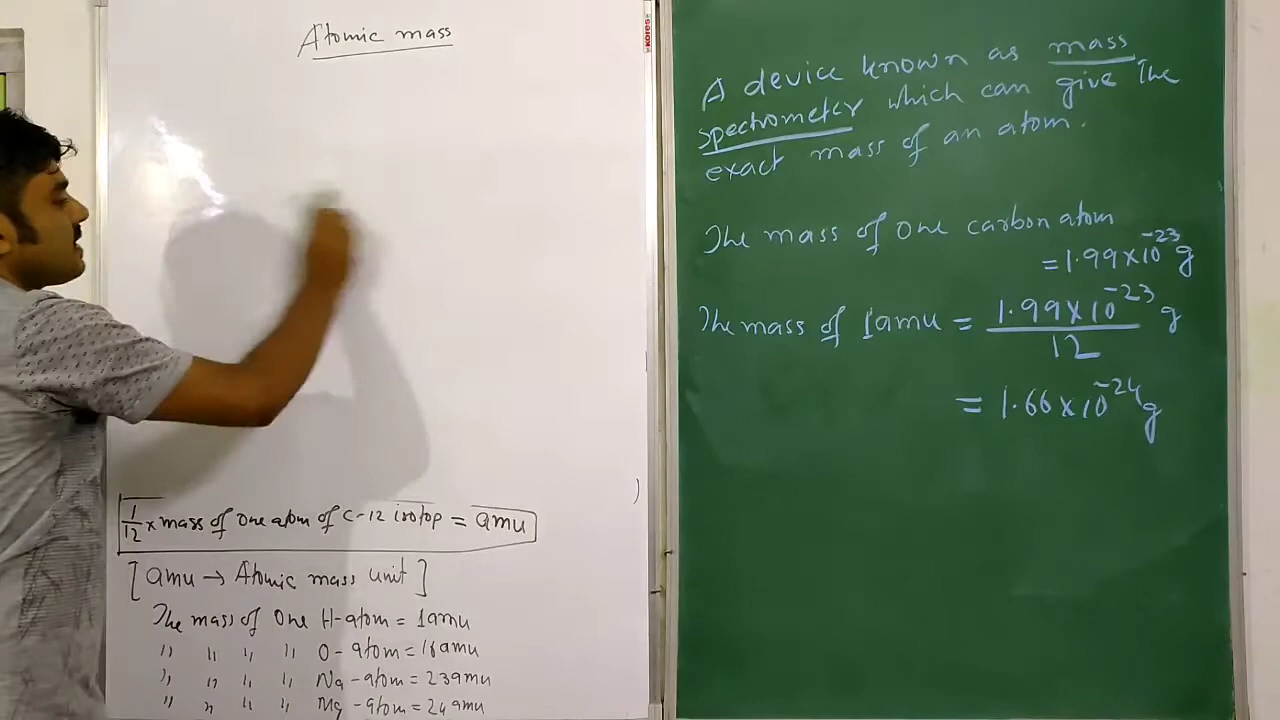 Atomic mass
kores
1/12 × mass of one atom of C-12 isotop = amu
[amu → Atomic mass unit]
The mass of One H-atom = 1amu
" " " " O-atom = 16amu
" " " " Na-atom = 23amu
" " " " Mg-atom = 24amu
A device known as mass
spectrometer which can give the
exact mass of an atom.
The mass of one carbon atom
= 1.99×10⁻²³ g
The mass of 1amu = 1.99×10⁻²³/12 g
= 1.66×10⁻²⁴ g